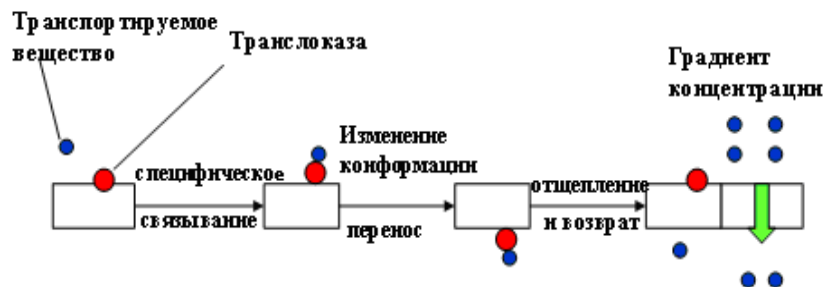 Транспортируемое
вещество
Транслоказа
Градиент
концентрации
Изменение
конформации
специфическое
связывание
перенос
отщепление
и возврат